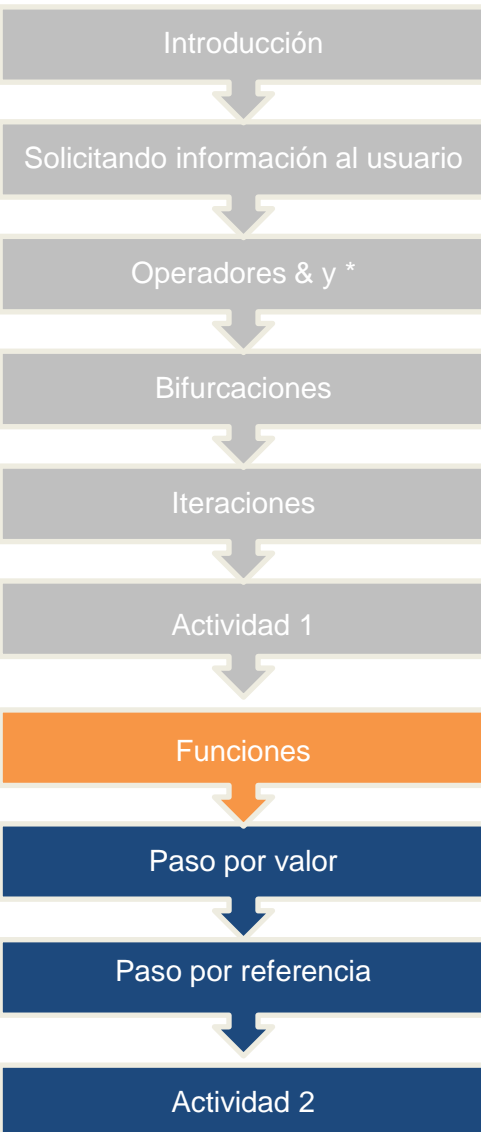 Introducción
Solicitando información al usuario
Operadores & y *
Bifurcaciones
Iteraciones
Actividad 1
Funciones
Paso por valor
Paso por referencia
Actividad 2